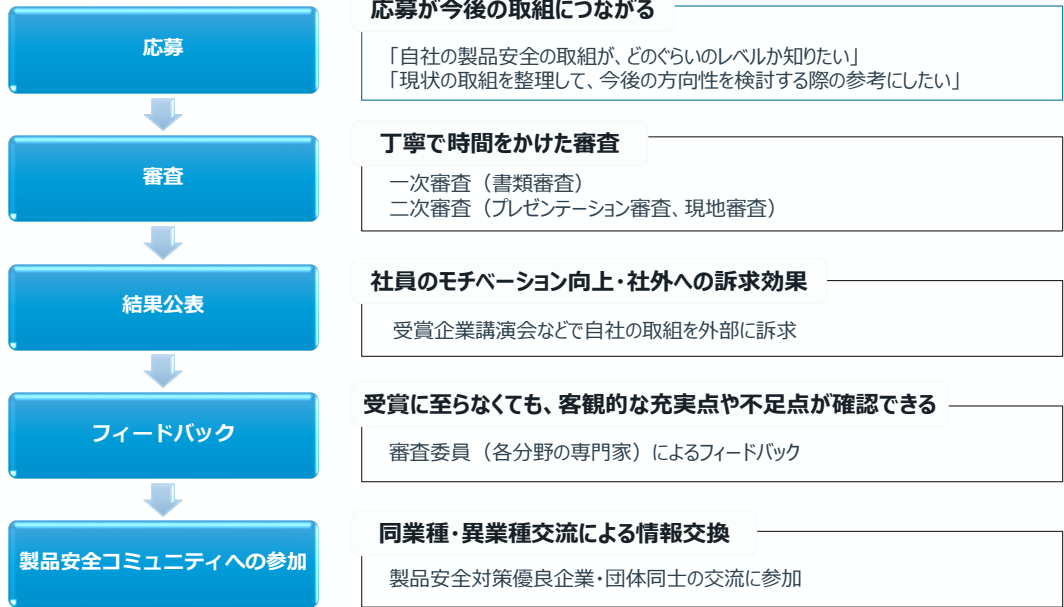 応募
応募が今後の取組につながる
「自社の製品安全の取組が、どのぐらいのレベルか知りたい」
「現状の取組を整理して、今後の方向性を検討する際の参考にしたい」
審査
丁寧で時間をかけた審査
一次審査（書類審査）
二次審査（プレゼンテーション審査、現地審査）
結果公表
社員のモチベーション向上・社外への訴求効果
受賞企業講演会などで自社の取組を外部に訴求
フィードバック
受賞に至らなくても、客観的な充実点や不足点が確認できる
審査委員（各分野の専門家）によるフィードバック
製品安全コミュニティへの参加
同業種・異業種交流による情報交換
製品安全対策優良企業・団体同士の交流に参加